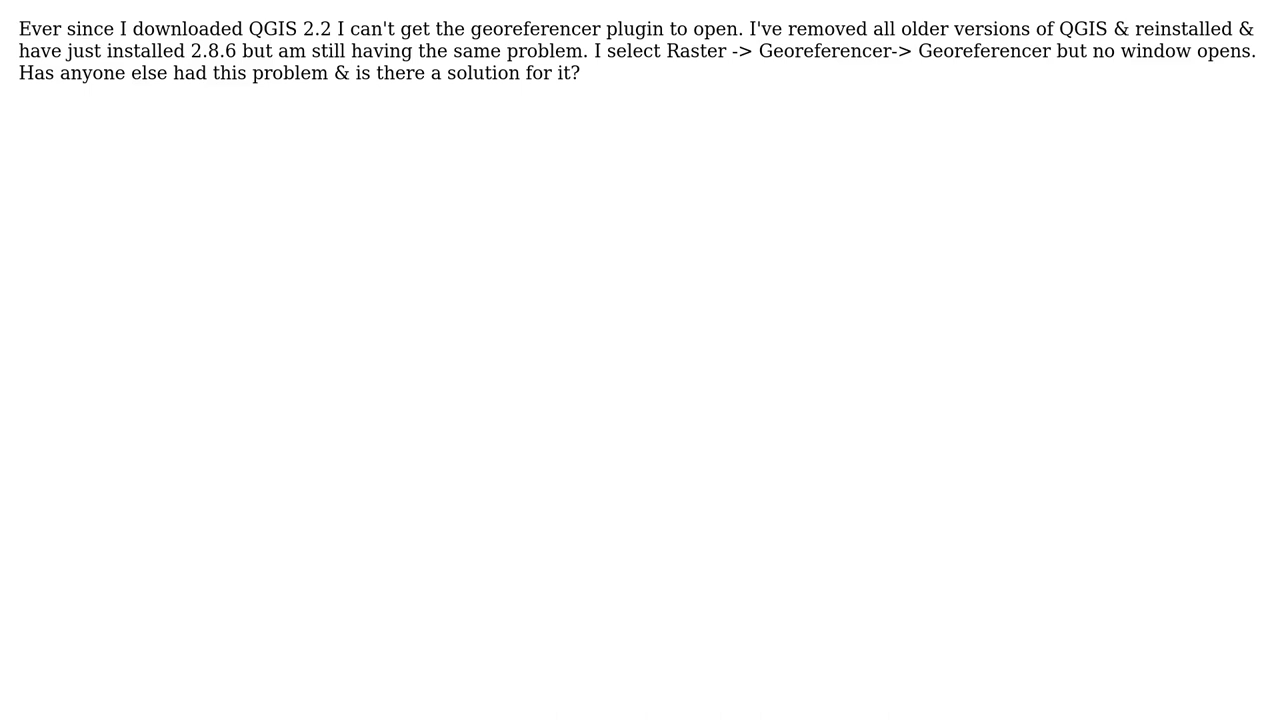 Ever since I downloaded QGIS 2.2 I can't get the georeferencer plugin to open. I've removed all older versions of QGIS & reinstalled &
have just installed 2.8.6 but am still having the same problem. I select Raster -> Georeferencer-> Georeferencer but no window opens.
Has anyone else had this problem & is there a solution for it?